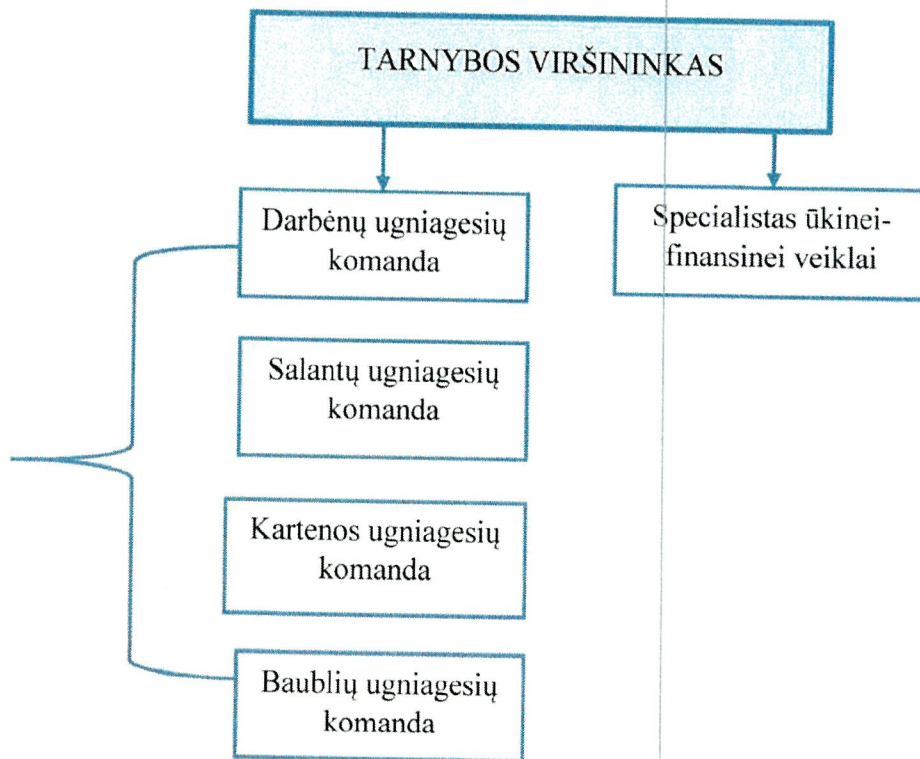 TARNYBOS VIRŠININKAS
Darbėnų ugniagesių
komanda
Specialistas ūkinei-
finansinei veiklai
Salantų ugniagesių
komanda
Kartenos ugniagesių
komanda
Baublių ugniagesių
komanda